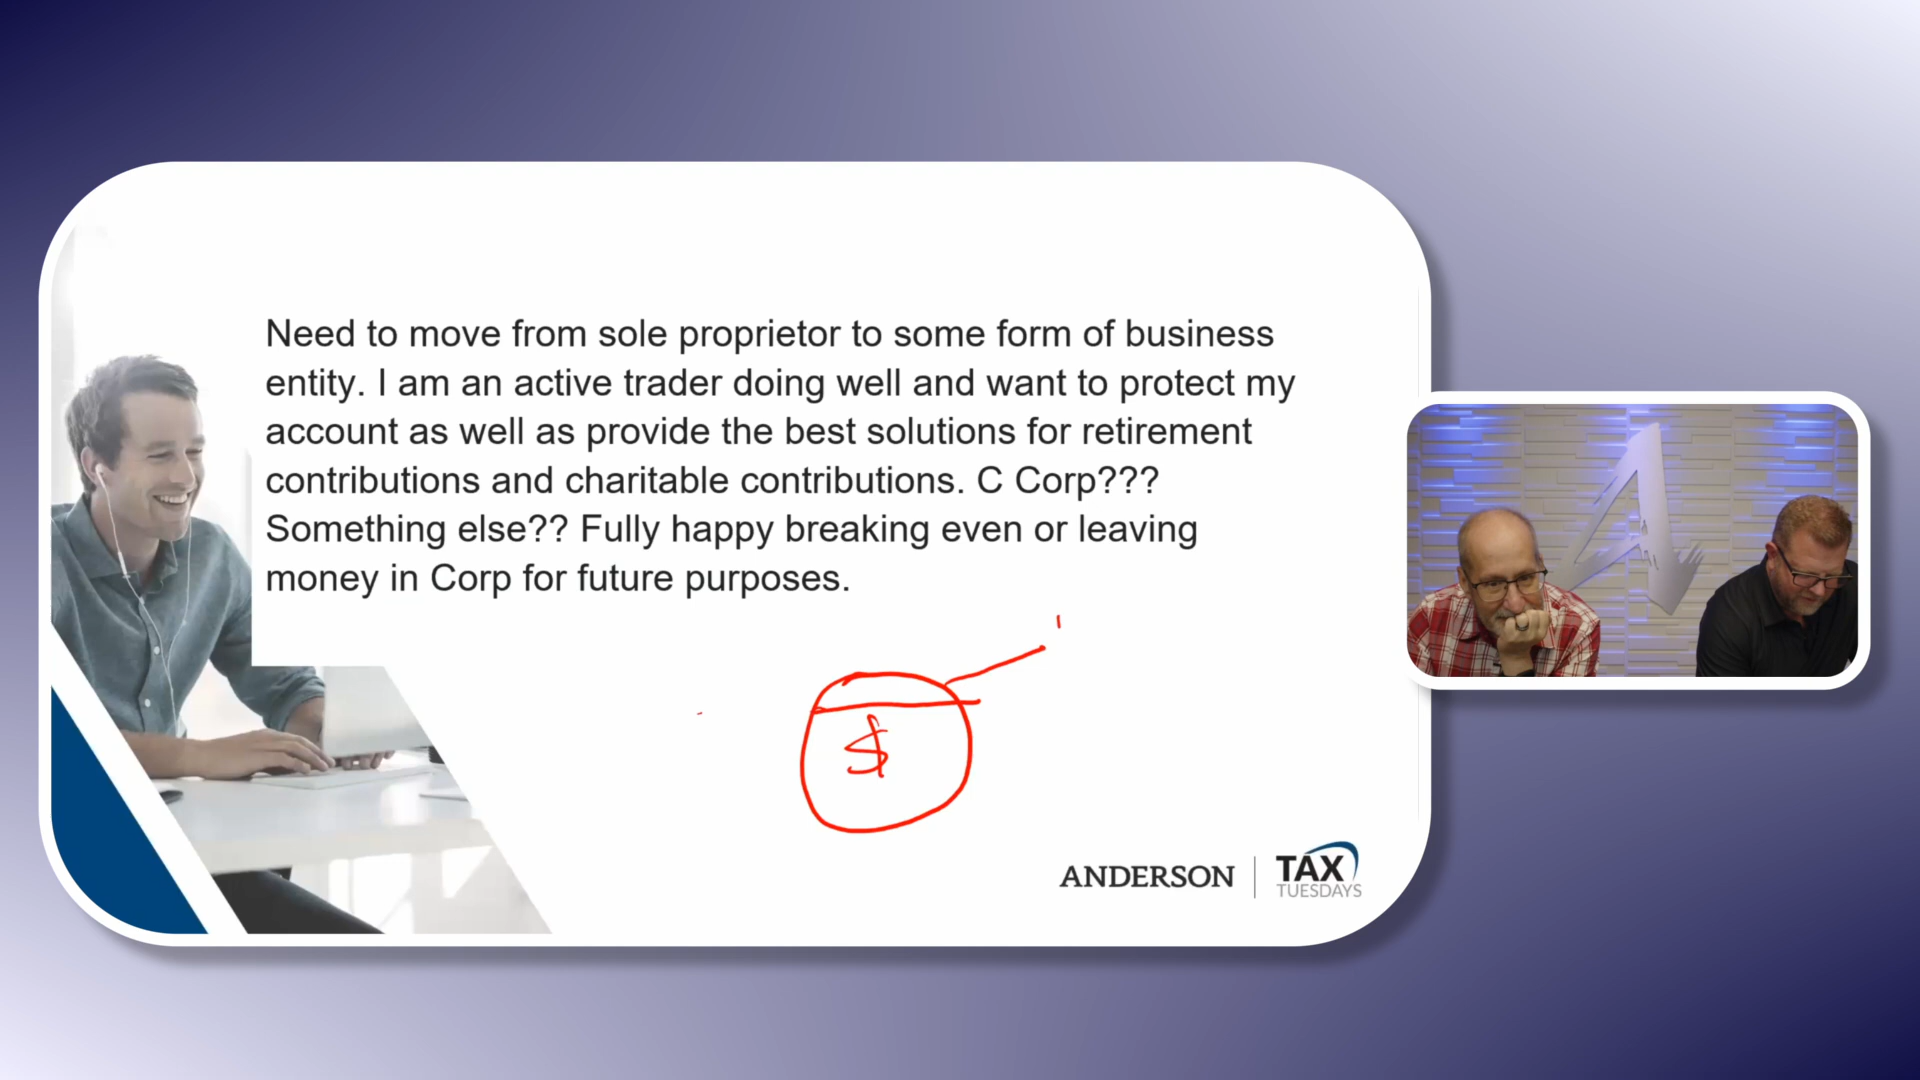 Need to move from sole proprietor to some form of business
entity. I am an active trader doing well and want to protect my
account as well as provide the best solutions for retirement
contributions and charitable contributions. C Corp???
Something else?? Fully happy breaking even or leaving
money in Corp for future purposes.
$
ANDERSON | TAX
TUESDAYS